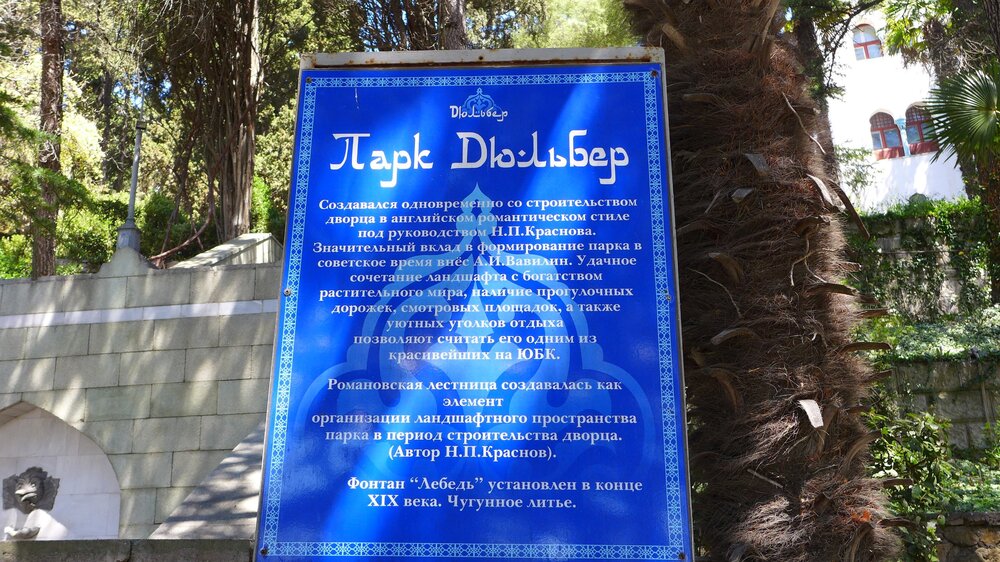 Дюльбер
Парк Дюльбер
Создавался одновременно со строительством
дворца в английском романтическом стиле
под руководством Н.П.Краснова.
Значительный вклад в формирование парка в
советское время внёс А.И.Вавилин. Удачное
сочетание ландшафта с богатством
растительного мира, наличие прогулочных
дорожек, смотровых площадок, а также
уютных уголков отдыха
позволяют считать его одним из
красивейших на ЮБК.
Романовская лестница создавалась как
элемент
организации ландшафтного пространства
парка в период строительства дворца.
(Автор Н.П.Краснов).
Фонтан “Лебедь” установлен в конце
XIX века. Чугунное литье.